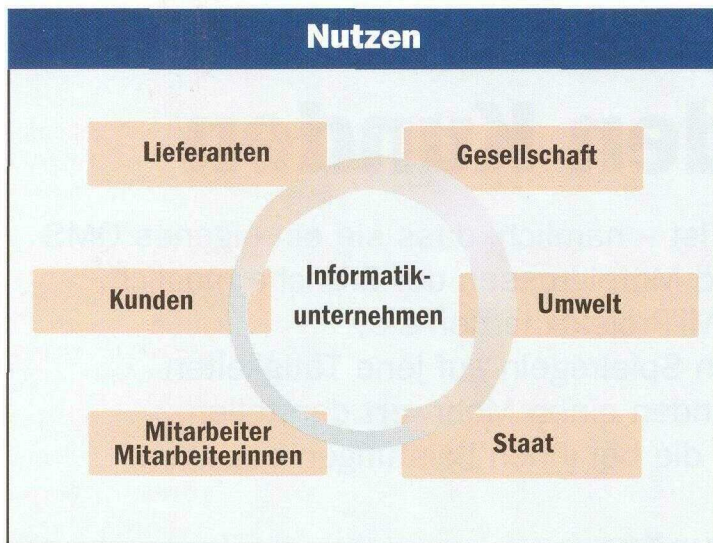 Nutzen
Lieferanten
Gesellschaft
Kunden
Informatik-
unternehmen
Umwelt
Mitarbeiter
Mitarbeiterinnen
Staat